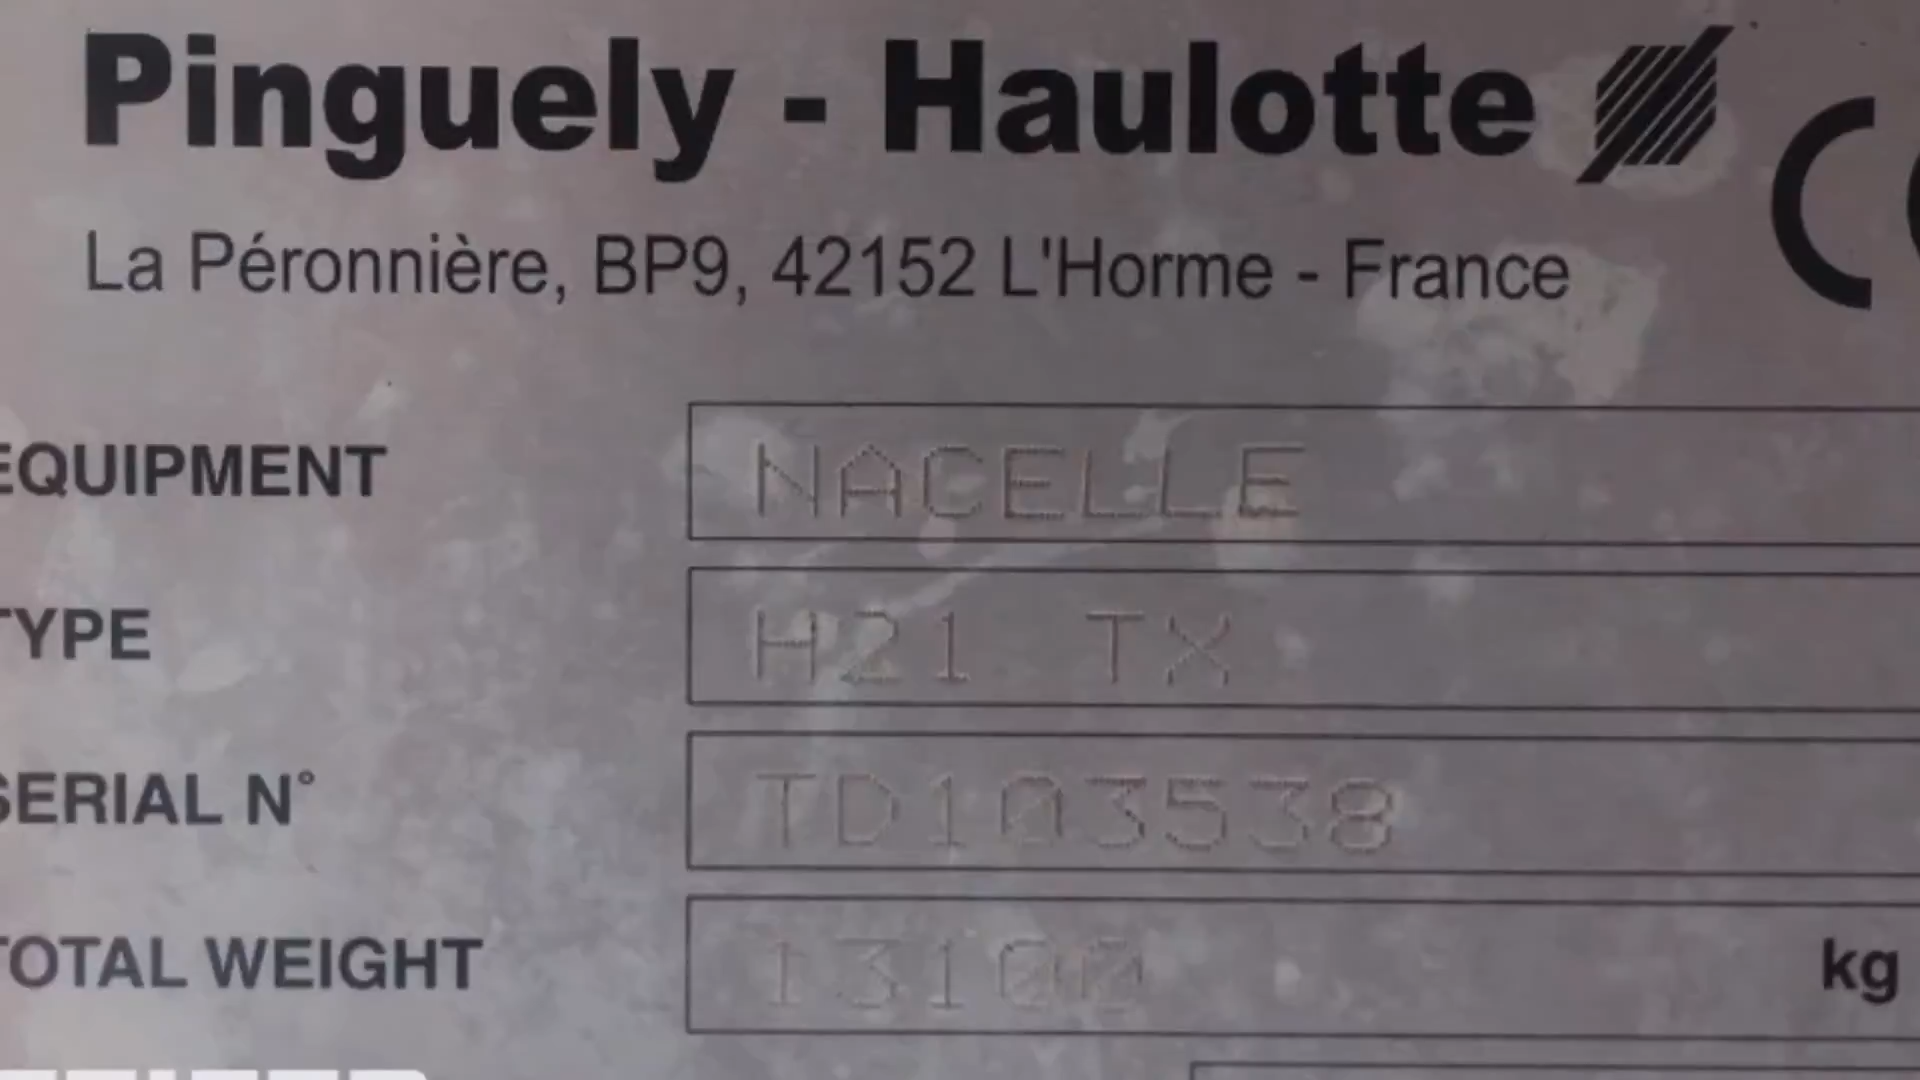 Pinguely - Haulotte
La Péronnière, BP9, 42152 L'Horme - France
EQUIPMENT NACELLE
TYPE H21 TX
SERIAL N° TD103538
TOTAL WEIGHT 13100 kg